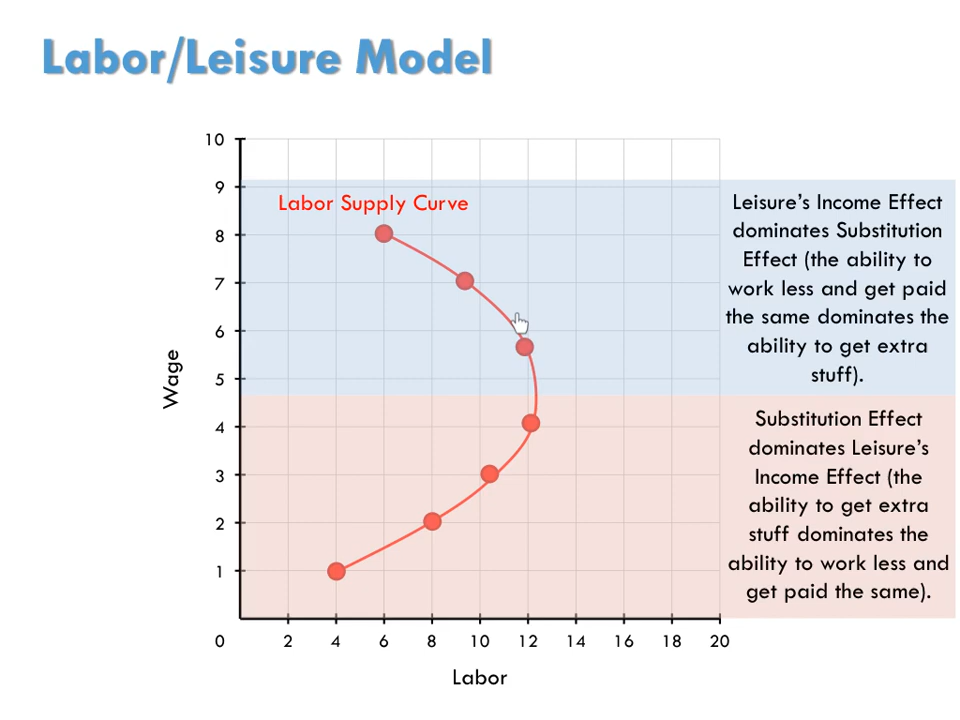 Labor/Leisure Model
10
9
Labor Supply Curve
8
7
6
5
4
3
2
1
Wage
0 2 4 6 8 10 12 14 16 18 20
Labor
Leisure’s Income Effect
dominates Substitution
Effect (the ability to
work less and get paid
the same dominates the
ability to get extra
stuff).
Substitution Effect
dominates Leisure’s
Income Effect (the
ability to get extra
stuff dominates the
ability to work less and
get paid the same).